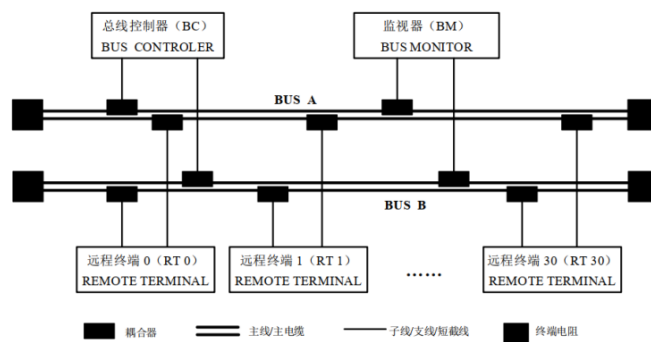 总线控制器（BC）
BUS CONTROLER
监视器（BM）
BUS MONITOR
BUS A
BUS B
远程终端 0（RT 0）
REMOTE TERMINAL
远程终端 1（RT 1）
REMOTE TERMINAL
……
远程终端 30（RT 30）
REMOTE TERMINAL
耦合器
主线/主电缆
子线/支线/短截线
终端电阻